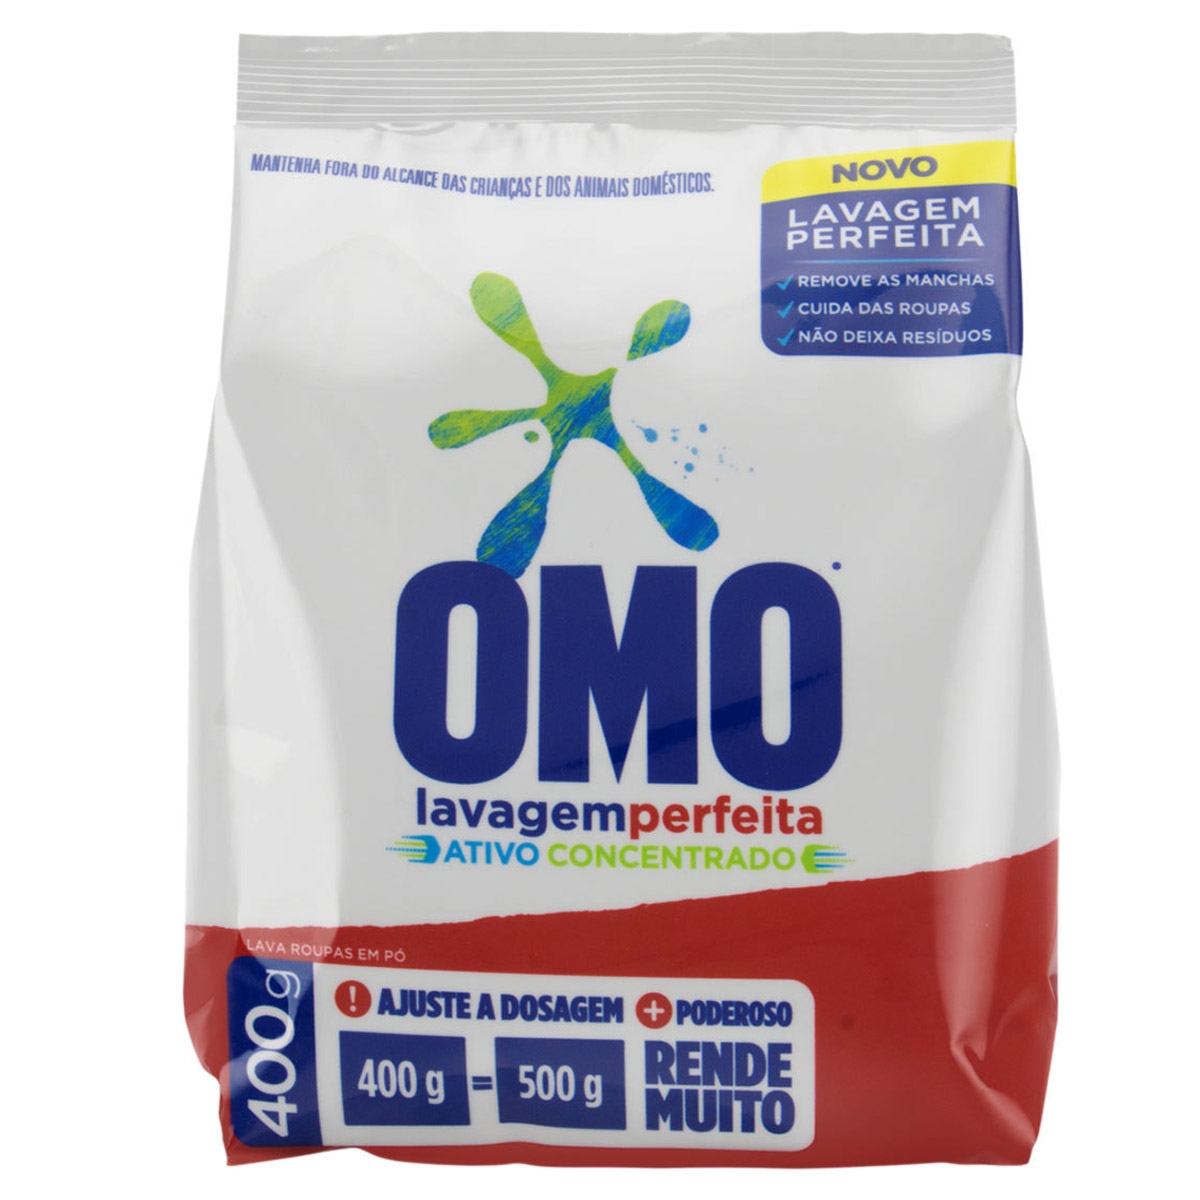 MANTENHA FORA DO ALCANCE DAS CRIANÇAS E DOS ANIMAIS DOMÉSTICOS.
NOVO
LAVAGEM
PERFEITA
REMOVE AS MANCHAS
CUIDA DAS ROUPAS
NÃO DEIXA RESÍDUOS
OMO
lavagemperfeita
ATIVO CONCENTRADO
LAVA ROUPAS EM PÓ
400g
! AJUSTE A DOSAGEM + PODEROSO
400 g = 500 g
RENDE
MUITO